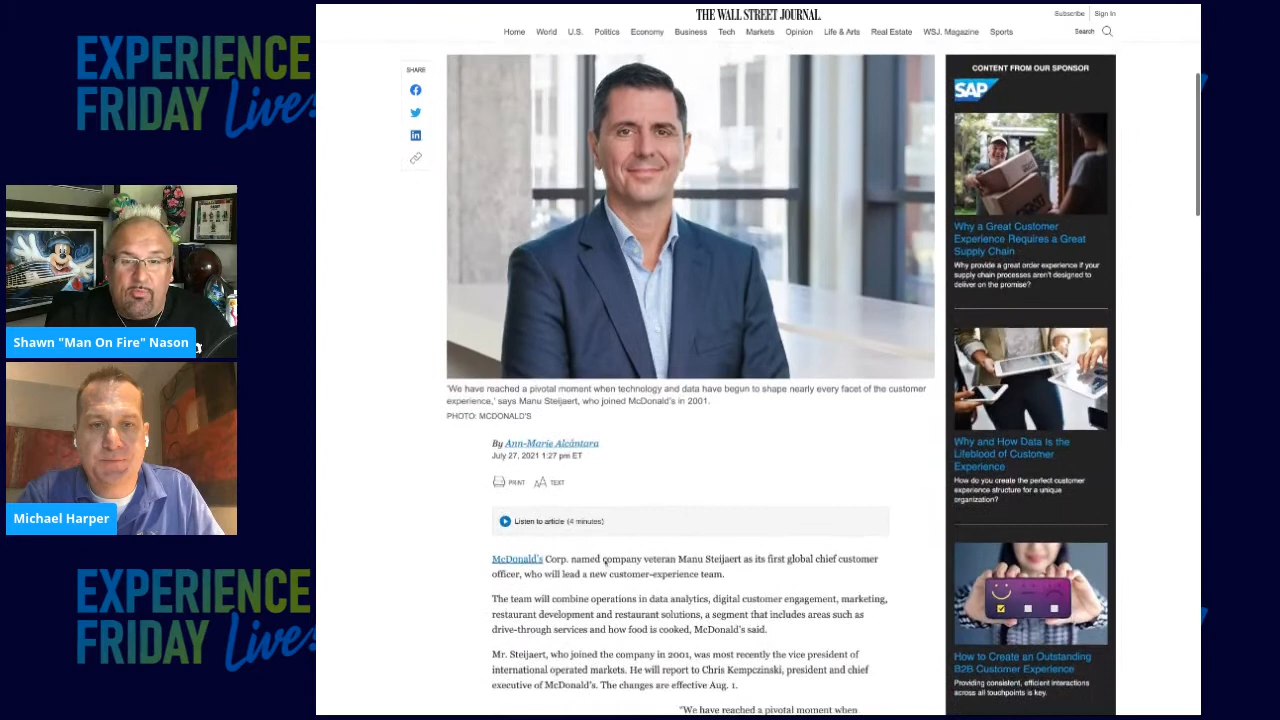 EXPERIENCE
FRIDAY Live!
Shawn "Man On Fire" Nason
Michael Harper
EXPERIENCE
FRIDAY Live!
THE WALL STREET JOURNAL.
Subscribe Sign In
Home World U.S. Politics Economy Business Tech Markets Opinion Life & Arts Real Estate WSJ. Magazine Sports
Search
SHARE
'We have reached a pivotal moment when technology and data have begun to shape nearly every facet of the customer
experience,' says Manu Steijaert, who joined McDonald's in 2001.
PHOTO: MCDONALD'S
By Ann-Marie Alcántara
July 27, 2021 1:27 pm ET
PRINT AA TEXT
Listen to article (4 minutes)
McDonald's Corp. named company veteran Manu Steijaert as its first global chief customer
officer, who will lead a new customer-experience team.
The team will combine operations in data analytics, digital customer engagement, marketing,
restaurant development and restaurant solutions, a segment that includes areas such as
drive-through services and how food is cooked, McDonald's said.
Mr. Steijaert, who joined the company in 2001, was most recently the vice president of
international operated markets. He will report to Chris Kempczinski, president and chief
executive of McDonald's. The changes are effective Aug. 1.
"We have reached a pivotal moment when
CONTENT FROM OUR SPONSOR
SAP
Why a Great Customer
Experience Requires a Great
Supply Chain
Why provide a great order experience if your
supply chain processes aren't designed to
deliver on the promise?
Why and How Data Is the
Lifeblood of Customer
Experience
How do you create the perfect customer
experience structure for a unique
organization?
How to Create an Outstanding
B2B Customer Experience
Providing consistent, efficient interactions
across all touchpoints is key.